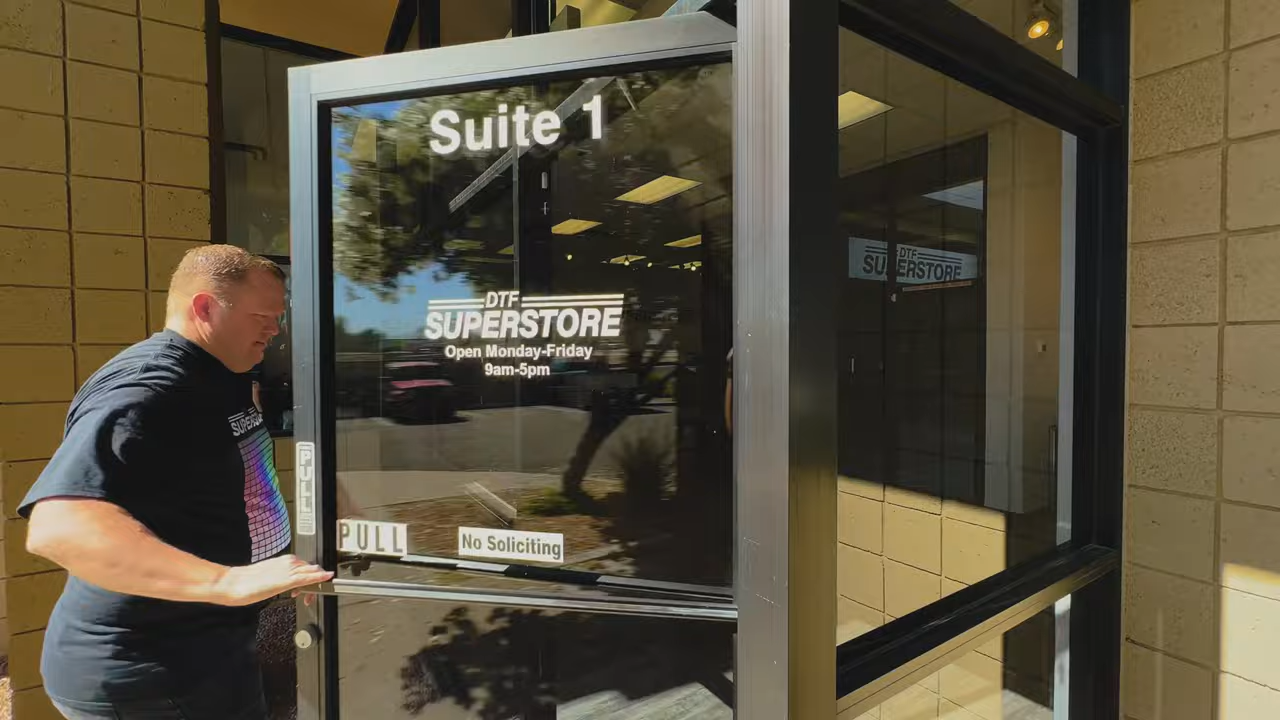 Suite 1
DTF
SUPERSTORE
Open Monday-Friday
9am-5pm
PULL
PULL
No Soliciting
DTF
SUPERSTORE